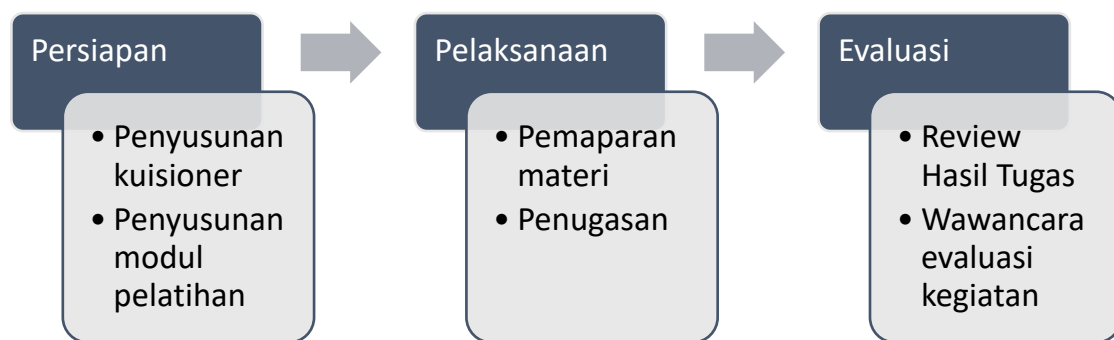 Persiapan
• Penyusunan
kuisioner
• Penyusunan
modul
pelatihan
Pelaksanaan
• Pemaparan
materi
• Penugasan
Evaluasi
• Review
Hasil Tugas
• Wawancara
evaluasi
kegiatan